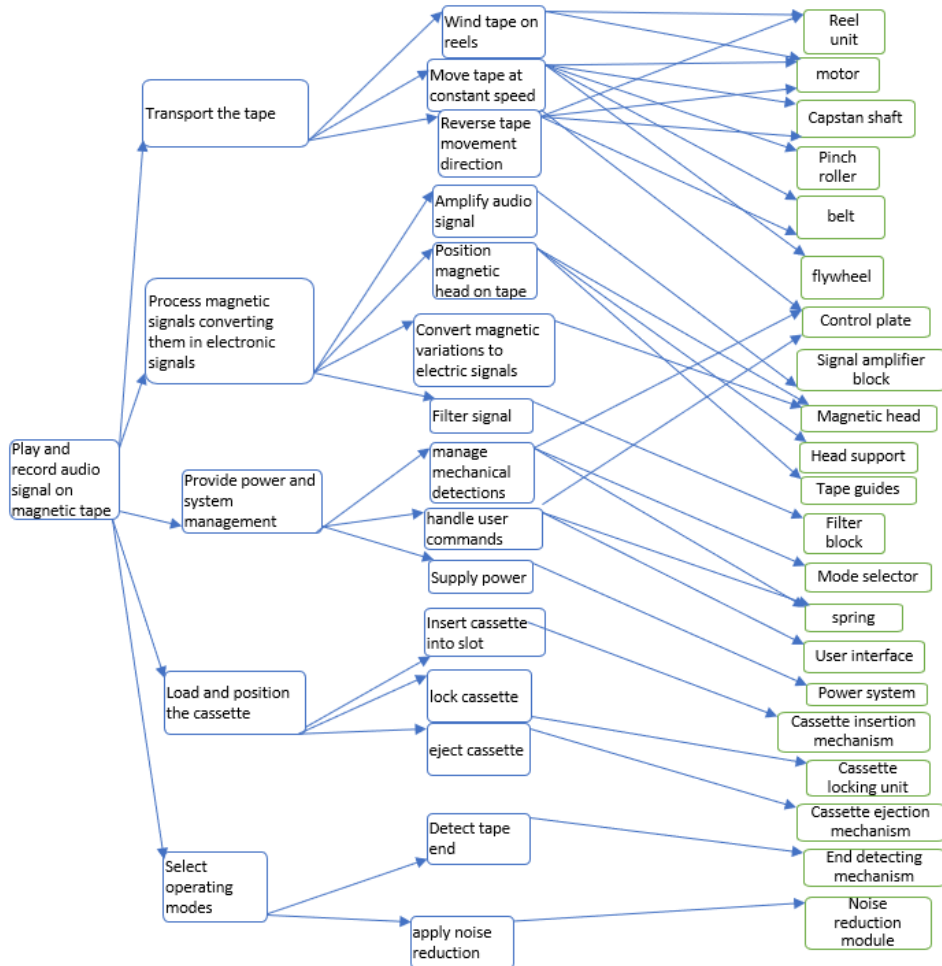 Play and
record audio
signal on
magnetic tape
Transport the tape
Process magnetic
signals converting
them in electronic
signals
Provide power and
system
management
Load and position
the cassette
Select
operating
modes
Wind tape on
reels
Move tape at
constant speed
Reverse tape
movement
direction
Amplify audio
signal
Position
magnetic
head on tape
Convert magnetic
variations to
electric signals
Filter signal
manage
mechanical
detections
handle user
commands
Supply power
Insert cassette
into slot
lock cassette
eject cassette
Detect tape
end
apply noise
reduction
Reel
unit
motor
Capstan shaft
Pinch
roller
belt
flywheel
Control plate
Signal amplifier
block
Magnetic head
Head support
Tape guides
Filter
block
Mode selector
spring
User interface
Power system
Cassette insertion
mechanism
Cassette
locking unit
Cassette ejection
mechanism
End detecting
mechanism
Noise
reduction
module